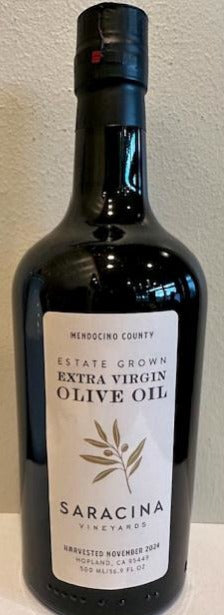 MENDOCINO COUNTY
ESTATE GROWN
EXTRA VIRGIN
OLIVE OIL
SARACINA
VINEYARDS
HARVESTED NOVEMBER 2024
HOPLAND, CA 95449
500 ML/16.9 FL OZ